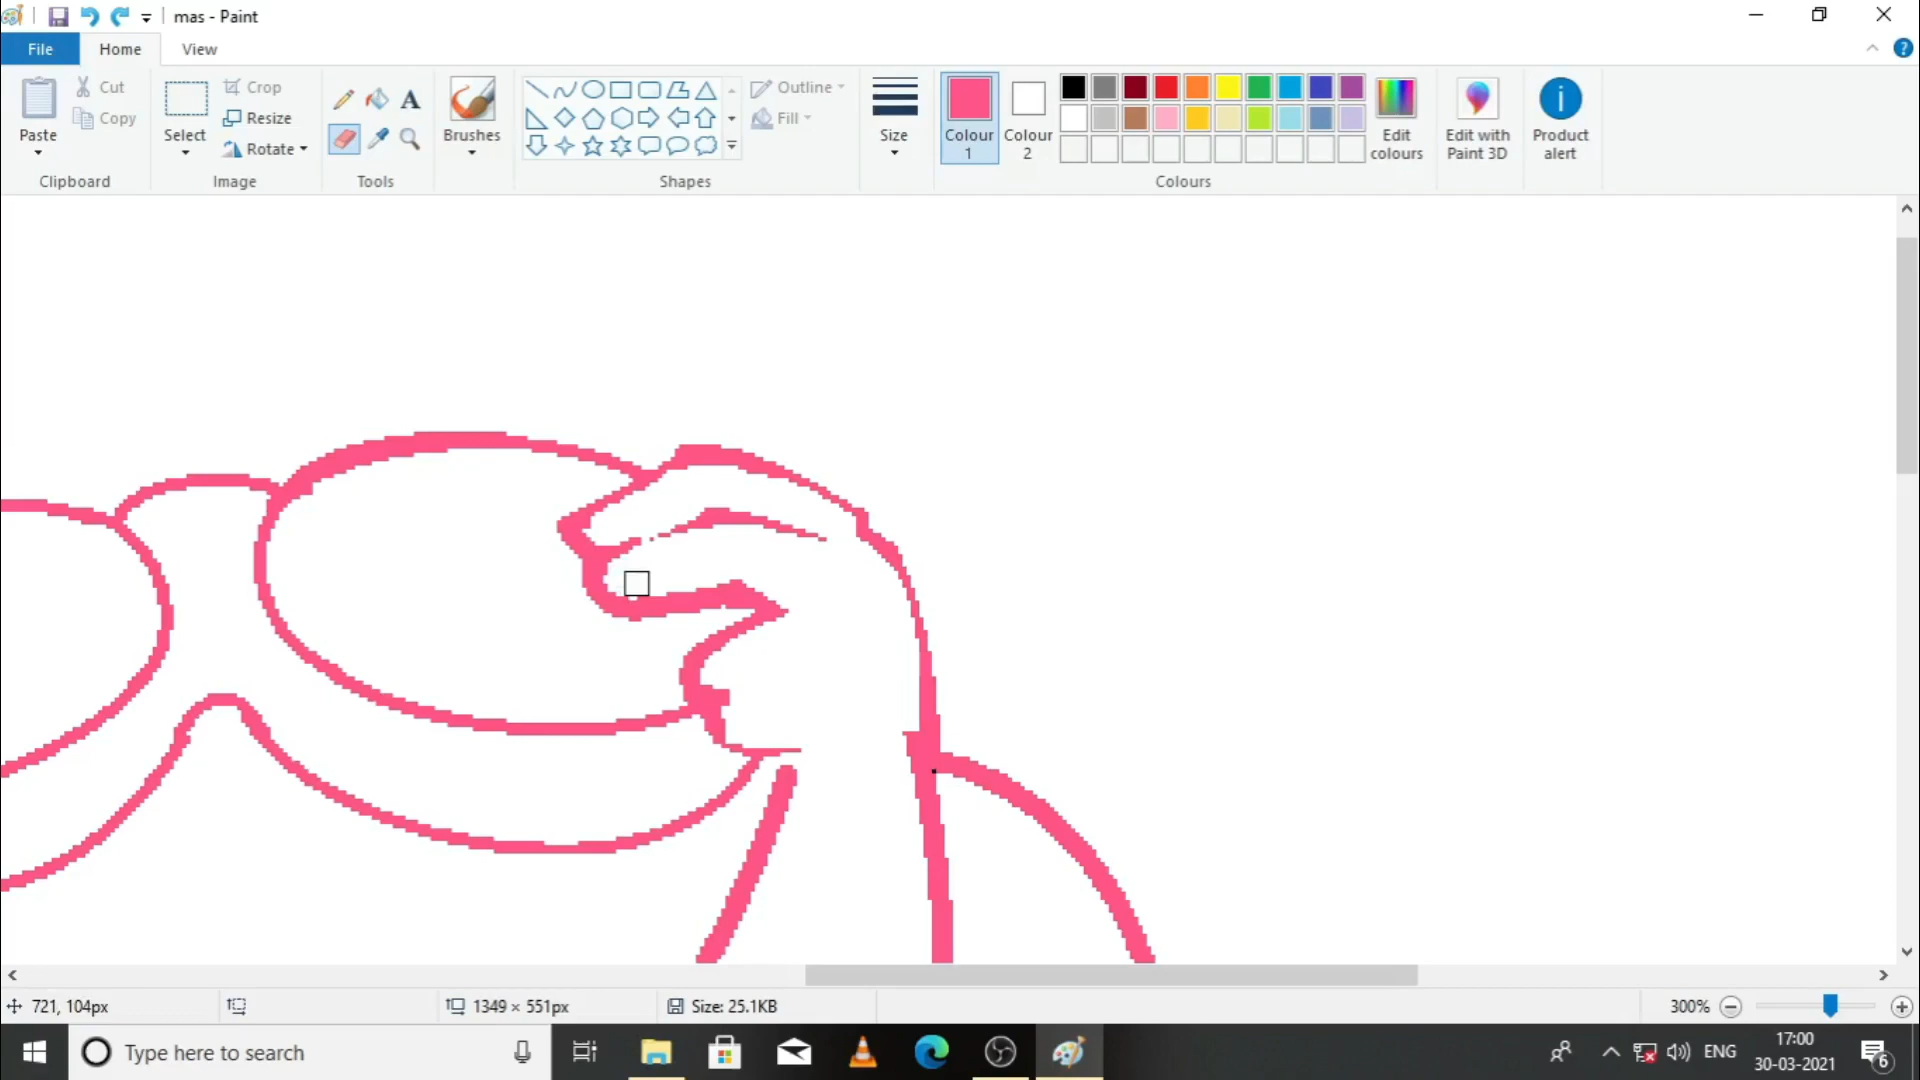 mas - Paint
File Home View
Paste
Cut
Copy
Clipboard
Select
Crop
Resize
Rotate
Image
A
Tools
Brushes
Shapes
Outline
Fill
Size
Colour 1
Colour 2
Colours
Edit colours
Edit with Paint 3D
Product alert
721, 104px
1349 × 551px
Size: 25.1KB
300%
Type here to search
ENG
17:00
30-03-2021
6